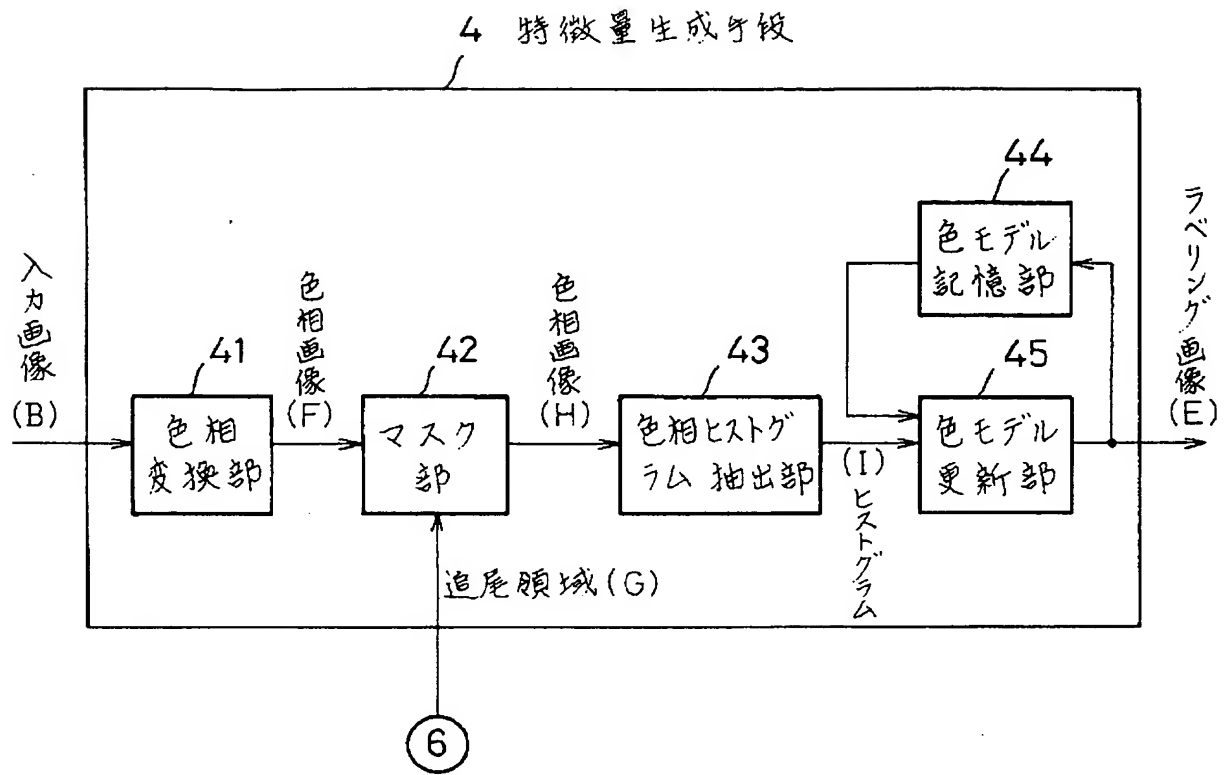 4 特徴量生成手段
44
色モデル
記憶部
ラベリング画像
(E)
入力画像
(B)
41
色相
変換部
色相画像
(F)
42
マスク
部
色相画像
(H)
43
色相ヒストグ
ラム抽出部
(I)
ヒストグラム
45
色モデル
更新部
追尾領域(G)
6